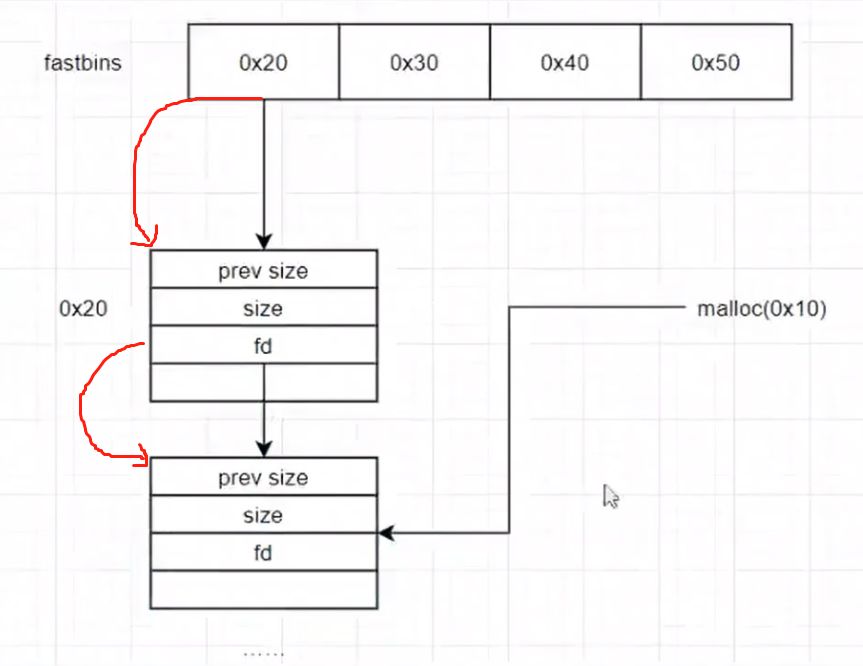 fastbins 0x20 0x30 0x40 0x50
prev size
0x20 size malloc(0x10)
fd
prev size
size
fd
......